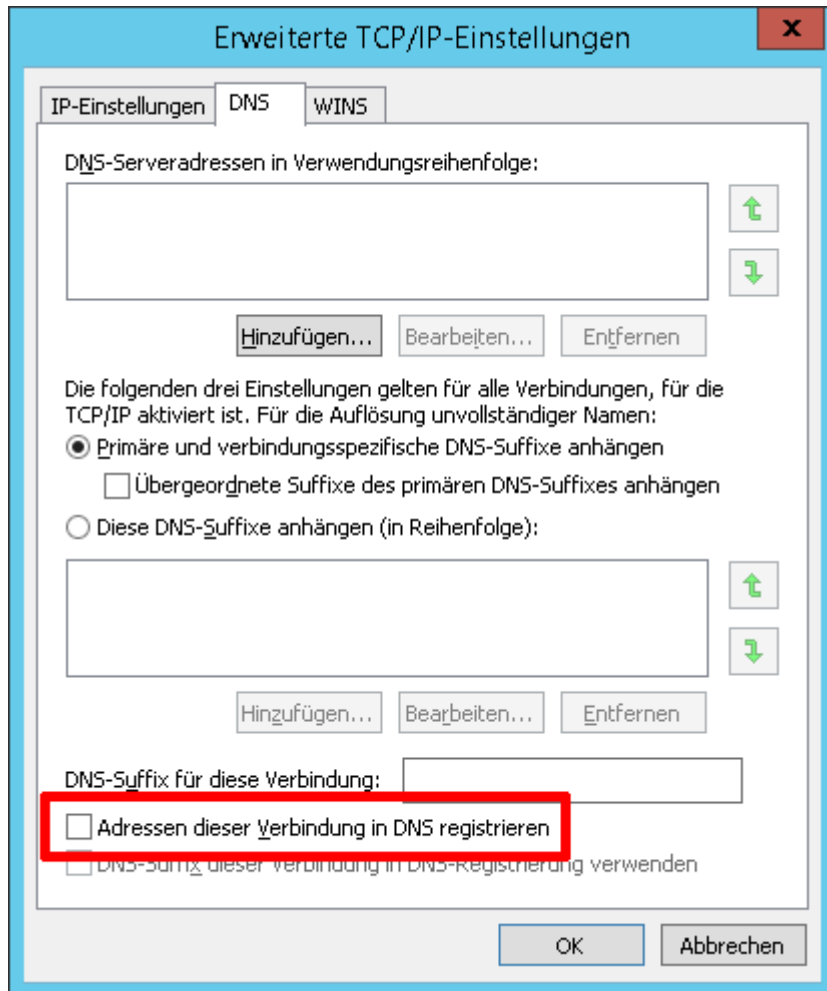 Erweiterte TCP/IP-Einstellungen
x
IP-Einstellungen DNS WINS
DNS-Serveradressen in Verwendungsreihenfolge:
Hinzufügen... Bearbeiten... Entfernen
Die folgenden drei Einstellungen gelten für alle Verbindungen, für die
TCP/IP aktiviert ist. Für die Auflösung unvollständiger Namen:
Primäre und verbindungsspezifische DNS-Suffixe anhängen
Übergeordnete Suffixe des primären DNS-Suffixes anhängen
Diese DNS-Suffixe anhängen (in Reihenfolge):
Hinzufügen... Bearbeiten... Entfernen
DNS-Suffix für diese Verbindung:
Adressen dieser Verbindung in DNS registrieren
DNS-Suffix dieser Verbindung in DNS-Registrierung verwenden
OK Abbrechen